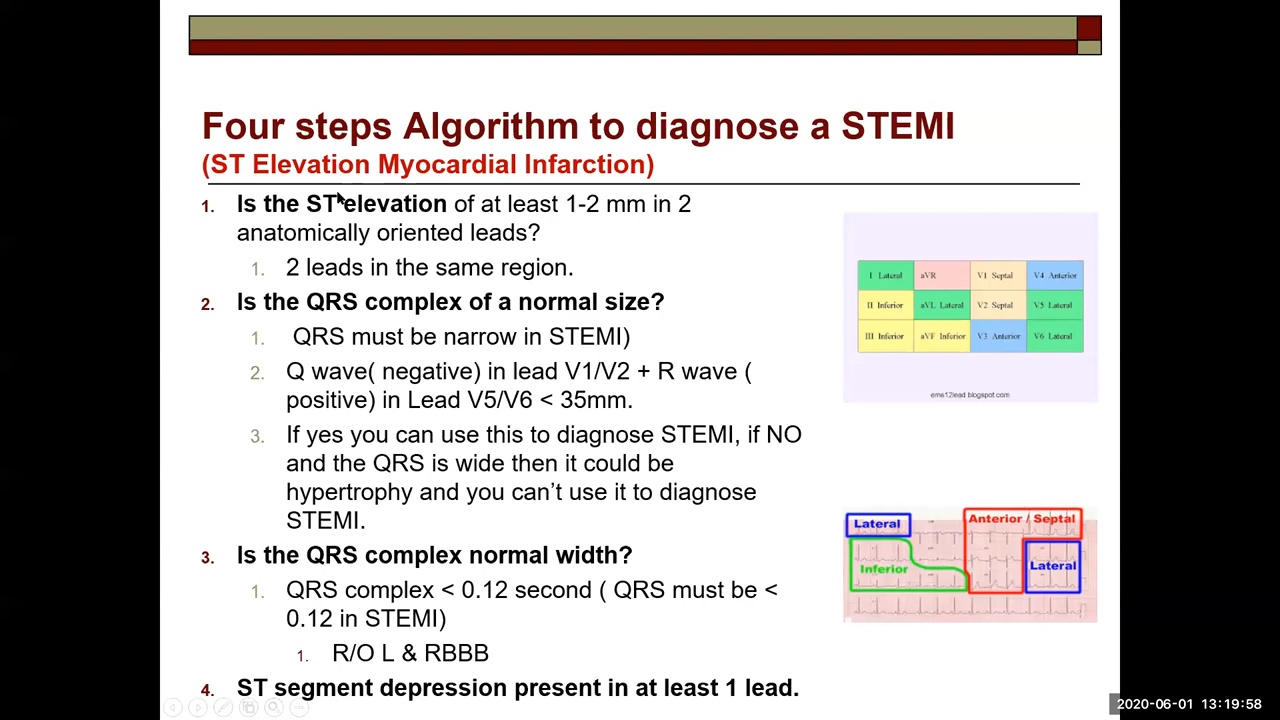 Four steps Algorithm to diagnose a STEMI
(ST Elevation Myocardial Infarction)
1. Is the ST elevation of at least 1-2 mm in 2
anatomically oriented leads?
1. 2 leads in the same region.
2. Is the QRS complex of a normal size?
1. QRS must be narrow in STEMI)
2. Q wave( negative) in lead V1/V2 + R wave (
positive) in Lead V5/V6 < 35mm.
3. If yes you can use this to diagnose STEMI, if NO
and the QRS is wide then it could be
hypertrophy and you can’t use it to diagnose
STEMI.
3. Is the QRS complex normal width?
1. QRS complex < 0.12 second ( QRS must be <
0.12 in STEMI)
1. R/O L & RBBB
4. ST segment depression present in at least 1 lead.
I Lateral aVR V1 Septal V4 Anterior
II Inferior aVL Lateral V2 Septal V5 Lateral
III Inferior aVF Inferior V3 Anterior V6 Lateral
ems12lead blogspot.com
Lateral Anterior / Septal
Inferior Lateral
2020-06-01 13:19:58